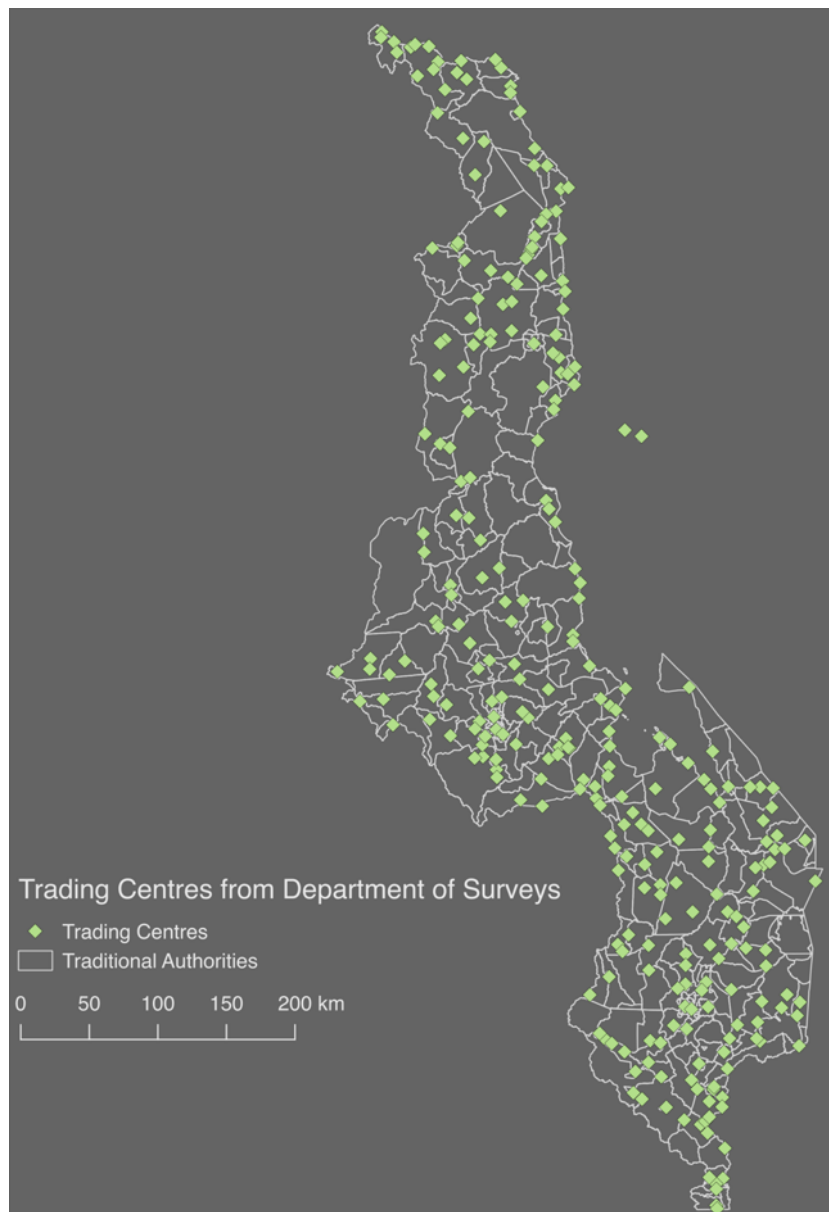 Trading Centres from Department of Surveys
Trading Centres
Traditional Authorities
0 50 100 150 200 km